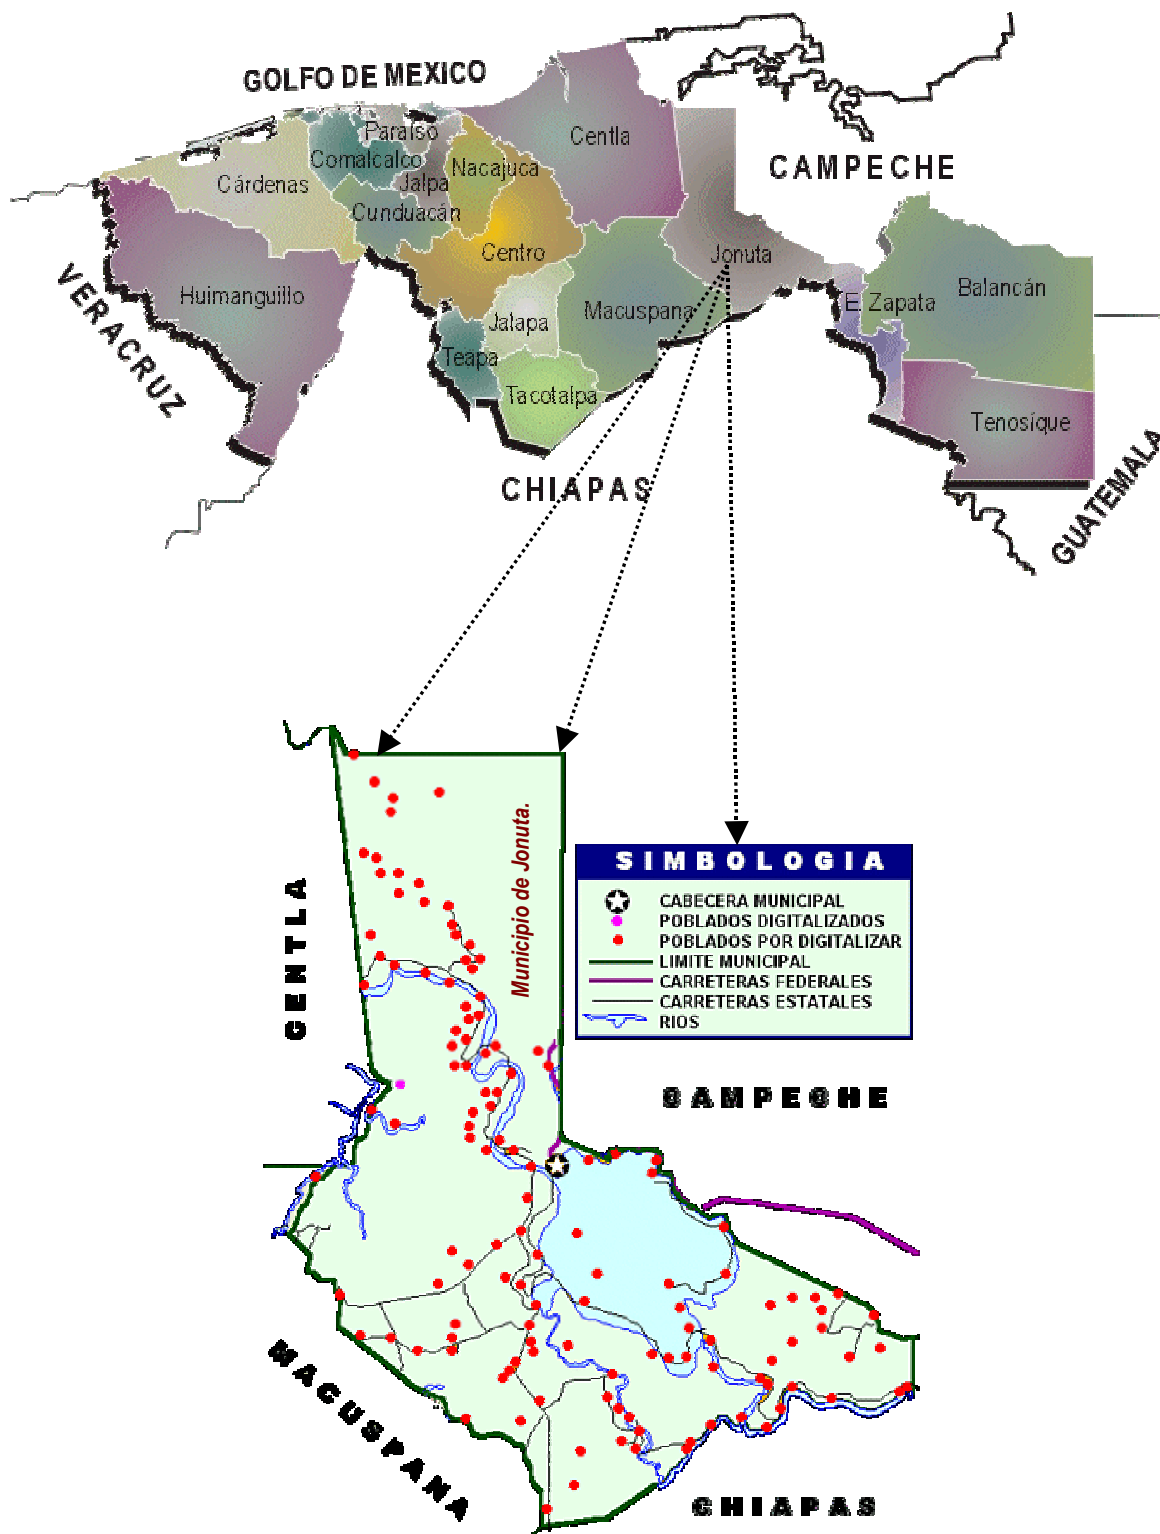 GOLFO DE MEXICO
Paraíso
Centla
Comalcalco
Nacajuca
CAMPECHE
Cárdenas
Jalpa
Cunduacán
Centro
Jonuta
VERACRUZ
Huimanguillo
Macuspana
E. Zapata
Balancán
Jalapa
Teapa
Tacotalpa
Tenosíque
CHIAPAS
GUATEMALA
Municipio de Jonuta.
SIMBOLOGIA
CABECERA MUNICIPAL
POBLADOS DIGITALIZADOS
POBLADOS POR DIGITALIZAR
LIMITE MUNICIPAL
CARRETERAS FEDERALES
CARRETERAS ESTATALES
RIOS
CENTLA
CAMPECHE
MACUSPANA
CHIAPAS